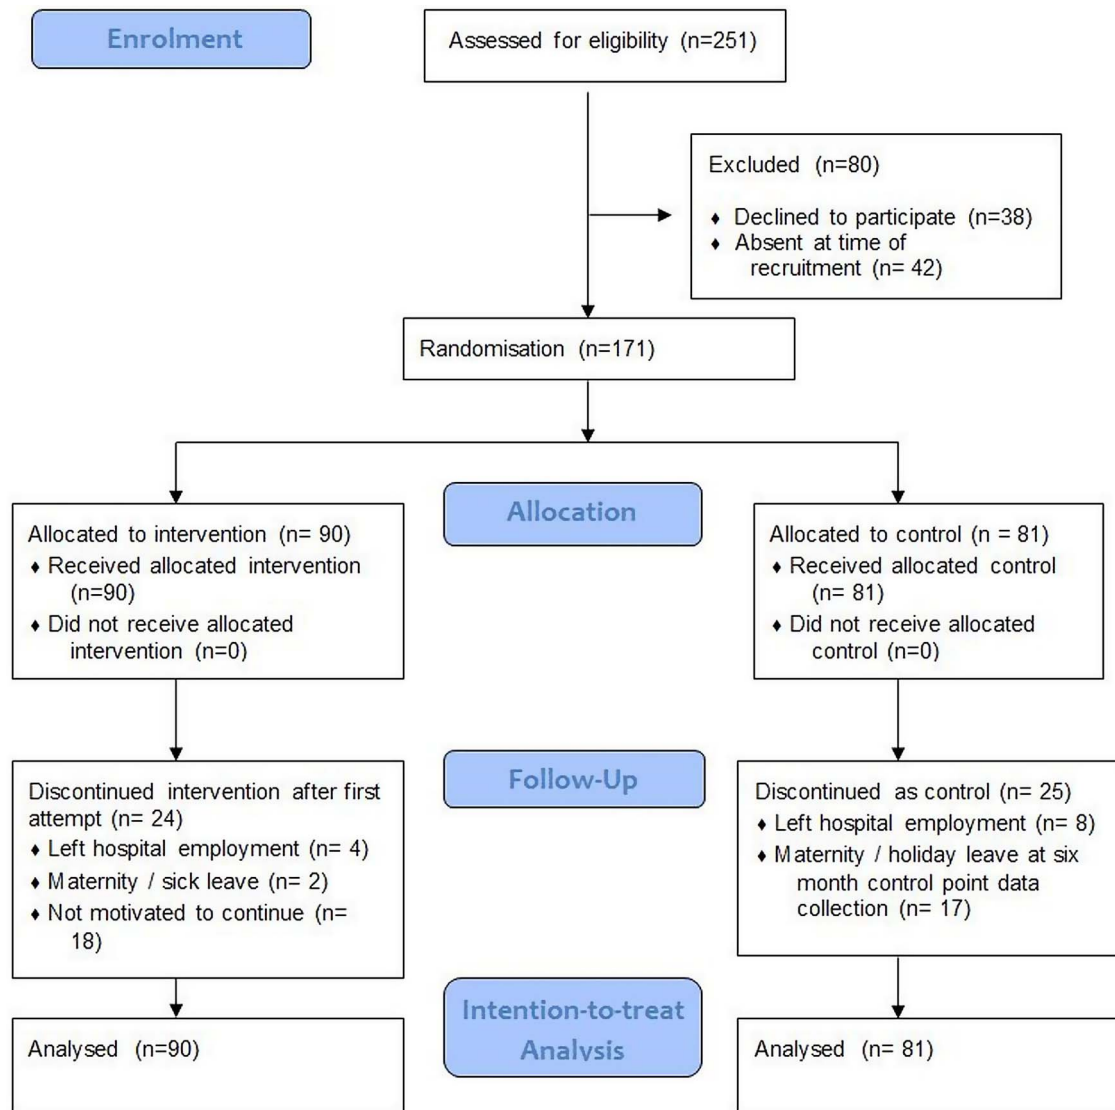 Enrolment
Assessed for eligibility (n=251)
Excluded (n=80)
♦ Declined to participate (n=38)
♦ Absent at time of
recruitment (n= 42)
Randomisation (n=171)
Allocation
Allocated to intervention (n= 90)
♦ Received allocated intervention
(n=90)
♦ Did not receive allocated
intervention (n=0)
Allocated to control (n = 81)
♦ Received allocated control
(n= 81)
♦ Did not receive allocated
control (n=0)
Follow-Up
Discontinued intervention after first
attempt (n= 24)
♦ Left hospital employment (n= 4)
♦ Maternity / sick leave (n= 2)
♦ Not motivated to continue (n=
18)
Discontinued as control (n= 25)
♦ Left hospital employment (n= 8)
♦ Maternity / holiday leave at six
month control point data
collection (n= 17)
Intention-to-treat
Analysis
Analysed (n=90)
Analysed (n= 81)